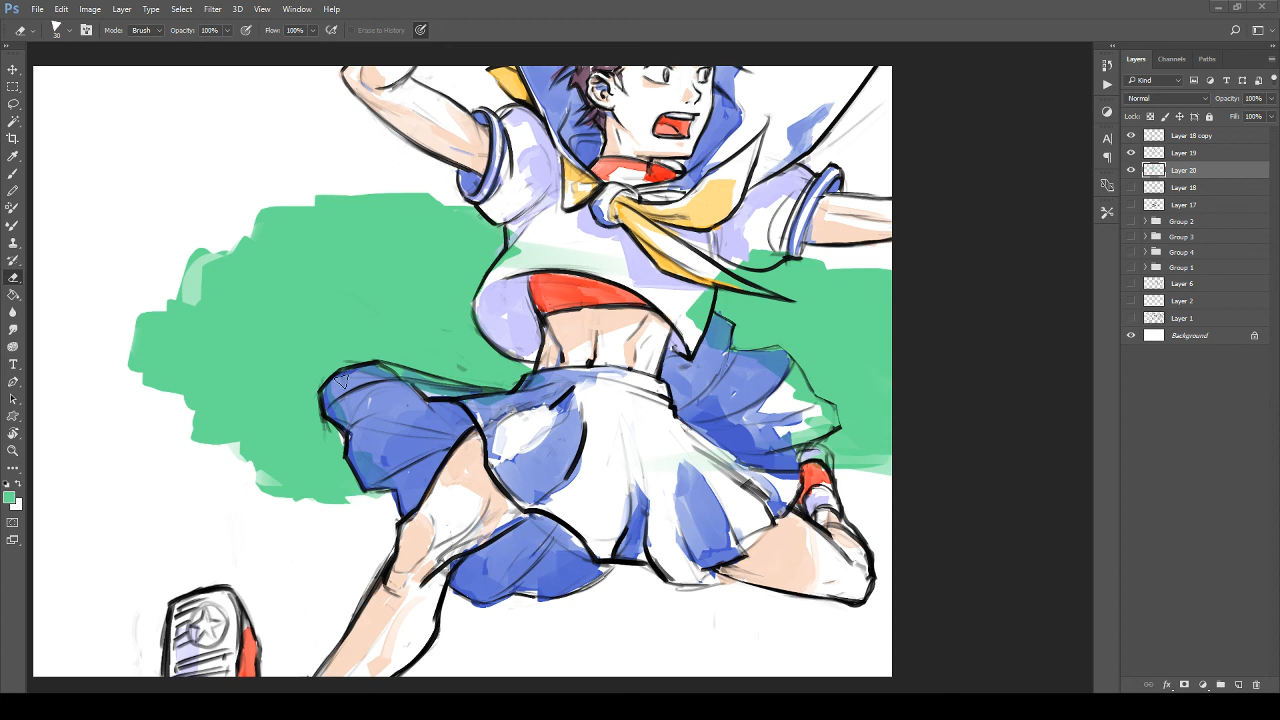 Ps File Edit Image Layer Type Select Filter 3D View Window Help
30 Mode: Brush Opacity: 100% Flow: 100% Erase to History
Layers Channels Paths
Kind
Normal Opacity: 100%
Lock: Fill: 100%
Layer 18 copy
Layer 19
Layer 20
Layer 18
Layer 17
Group 2
Group 3
Group 4
Group 1
Layer 6
Layer 2
Layer 1
Background
fx